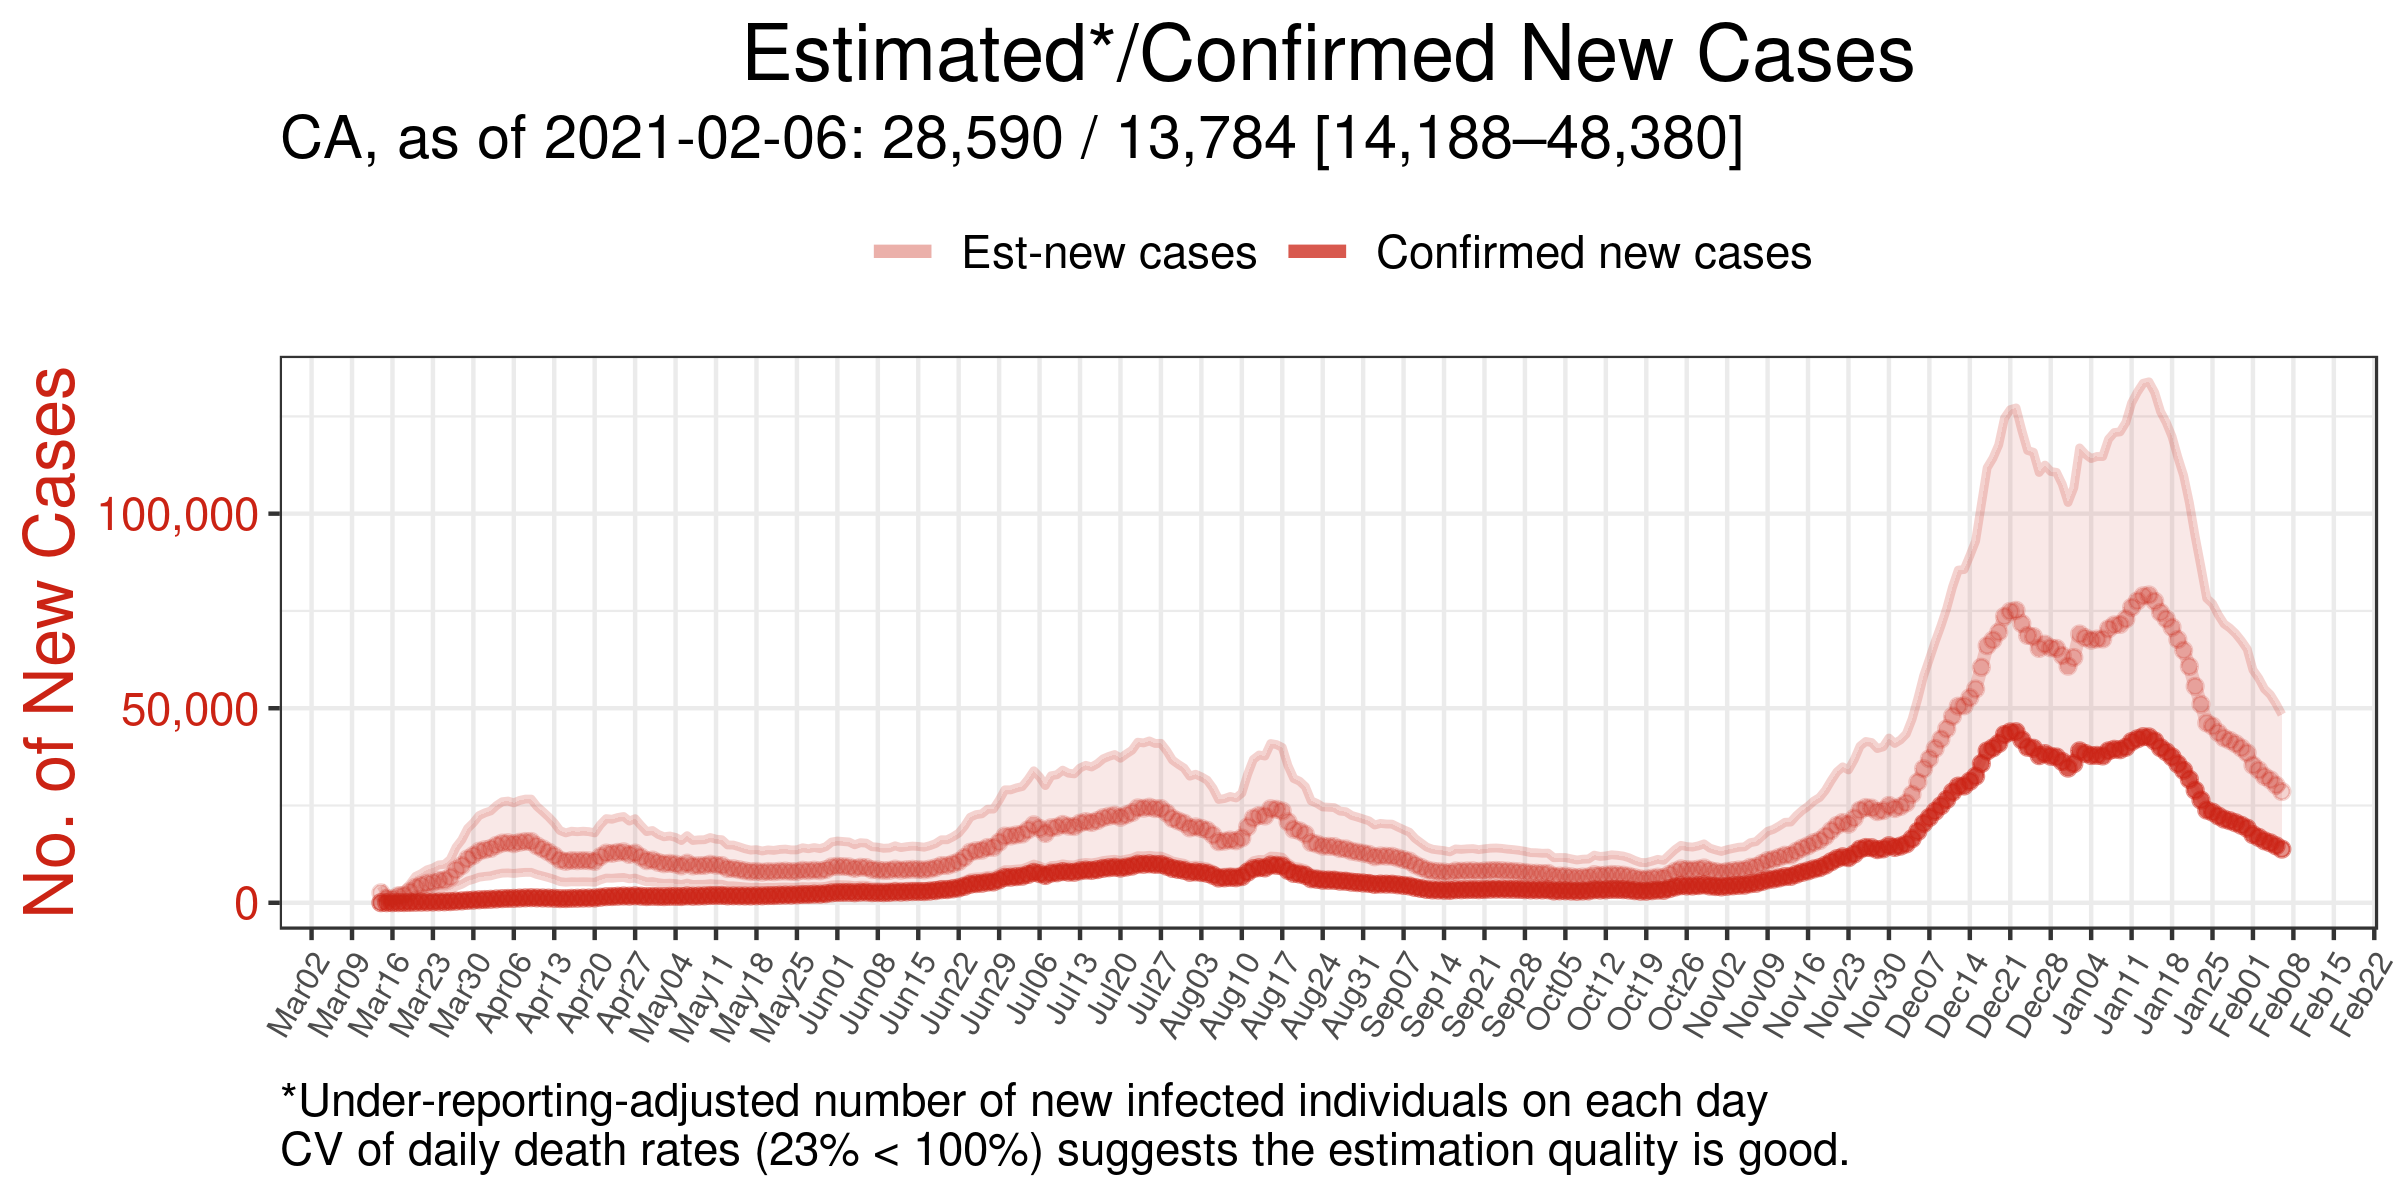 Estimated*/Confirmed New Cases
CA, as of 2021-02-06: 28,590 / 13,784 [14,188–48,380]
Est-new cases
Confirmed new cases
No. of New Cases
100,000
50,000
0
Mar02
Mar09
Mar16
Mar23
Mar30
Apr06
Apr13
Apr20
Apr27
May04
May11
May18
May25
Jun01
Jun08
Jun15
Jun22
Jun29
Jul06
Jul13
Jul20
Jul27
Aug03
Aug10
Aug17
Aug24
Aug31
Sep07
Sep14
Sep21
Sep28
Oct05
Oct12
Oct19
Oct26
Nov02
Nov09
Nov16
Nov23
Nov30
Dec07
Dec14
Dec21
Dec28
Jan04
Jan11
Jan18
Jan25
Feb01
Feb08
Feb15
Feb22
*Under-reporting-adjusted number of new infected individuals on each day
CV of daily death rates (23% < 100%) suggests the estimation quality is good.